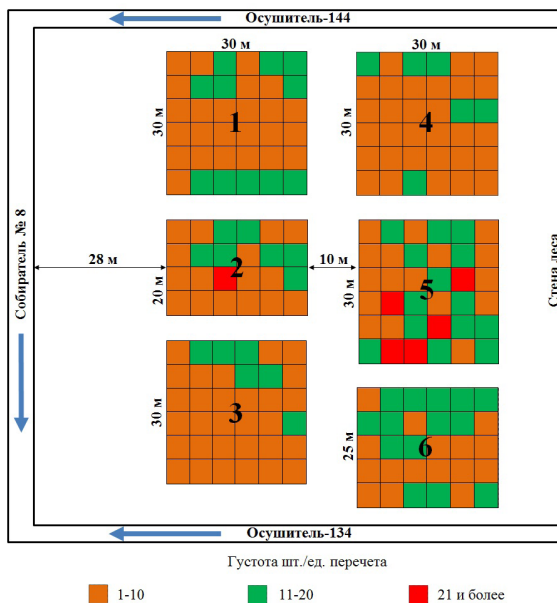 Осушитель-144
30 м
30 м
30 м
1
30 м
4
Собиратель № 8
28 м
20 м
2
10 м
30 м
5
Стена леса
30 м
3
25 м
6
Осушитель-134
Густота шт./ед. перечета
1-10
11-20
21 и более